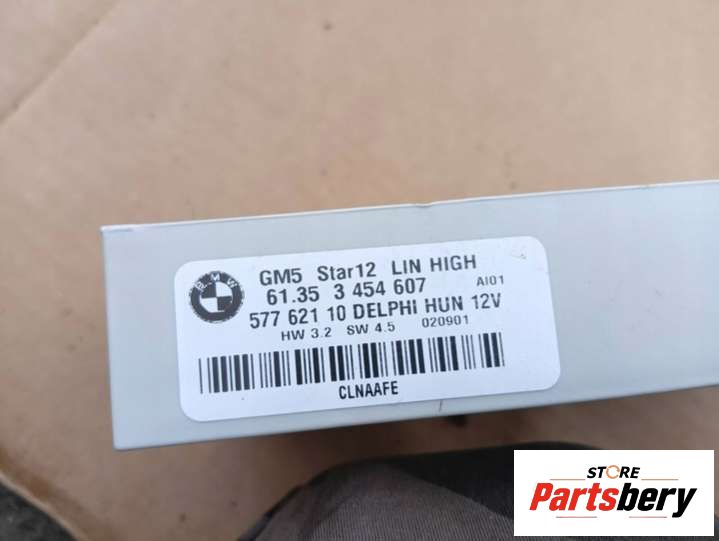 BMW
GM5 Star12 LIN HIGH
61.35 3 454 607 AI01
577 621 10 DELPHI HUN 12V
HW 3.2 SW 4.5 020901
CLNAAFE
STORE
Partsbery